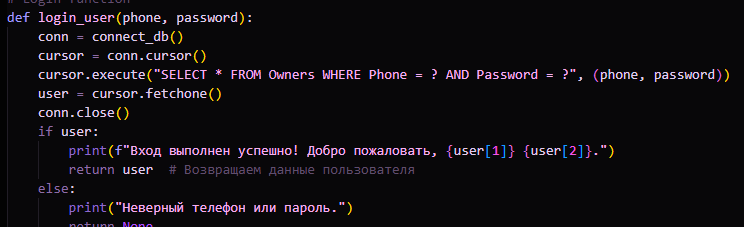 # Login function
def login_user(phone, password):
    conn = connect_db()
    cursor = conn.cursor()
    cursor.execute("SELECT * FROM Owners WHERE Phone = ? AND Password = ?", (phone, password))
    user = cursor.fetchone()
    conn.close()
    if user:
        print(f"Вход выполнен успешно! Добро пожаловать, {user[1]} {user[2]}.")
        return user  # Возвращаем данные пользователя
    else:
        print("Неверный телефон или пароль.")
        return None